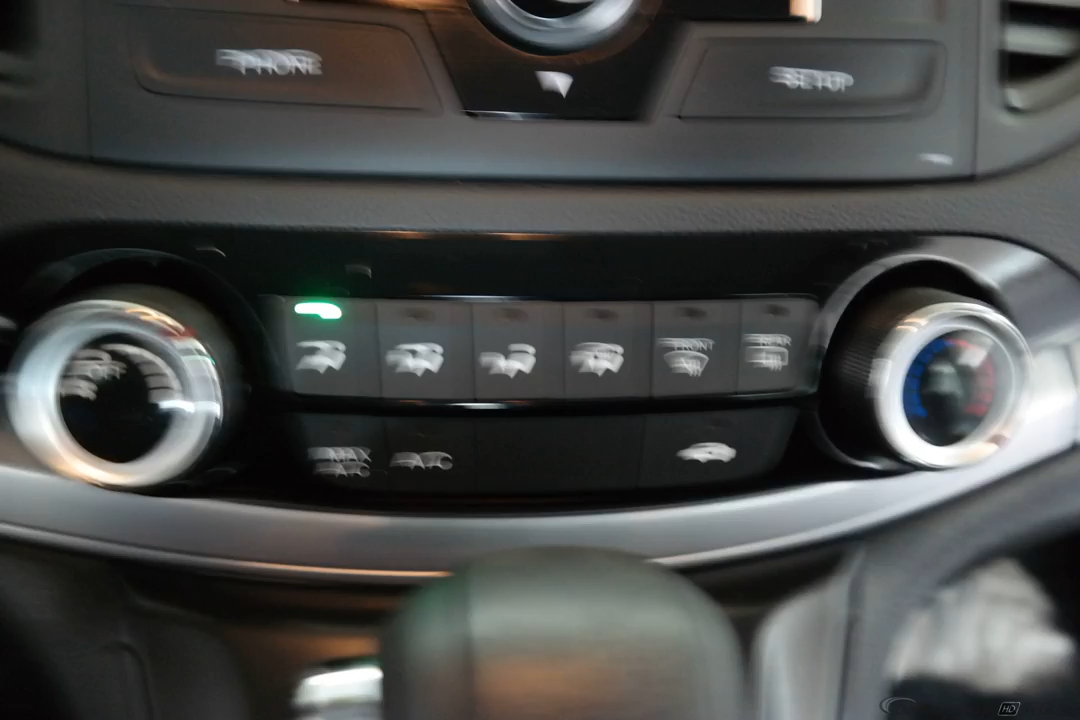 PHONE
SETUP
OFF
FRONT
REAR
MAX
A/C
A/C
HD